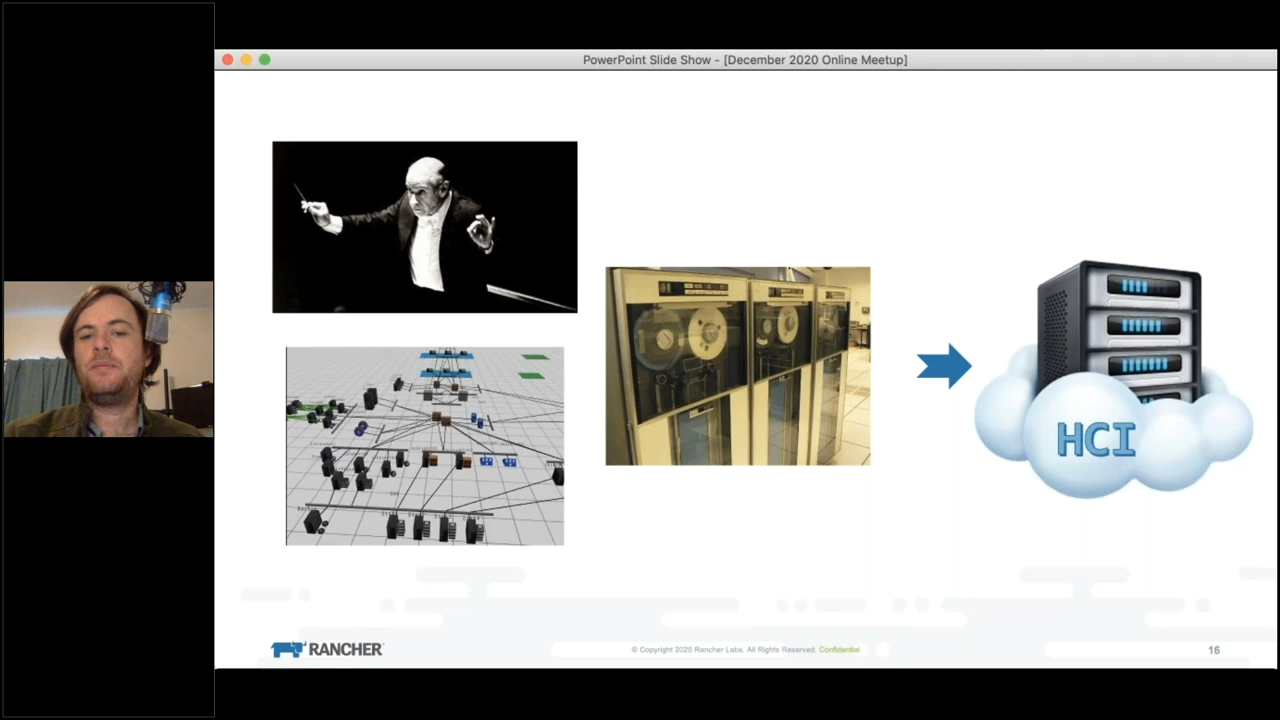 PowerPoint Slide Show - [December 2020 Online Meetup]
HCI
RANCHER
© Copyright 2020 Rancher Labs. All Rights Reserved. Confidential
16